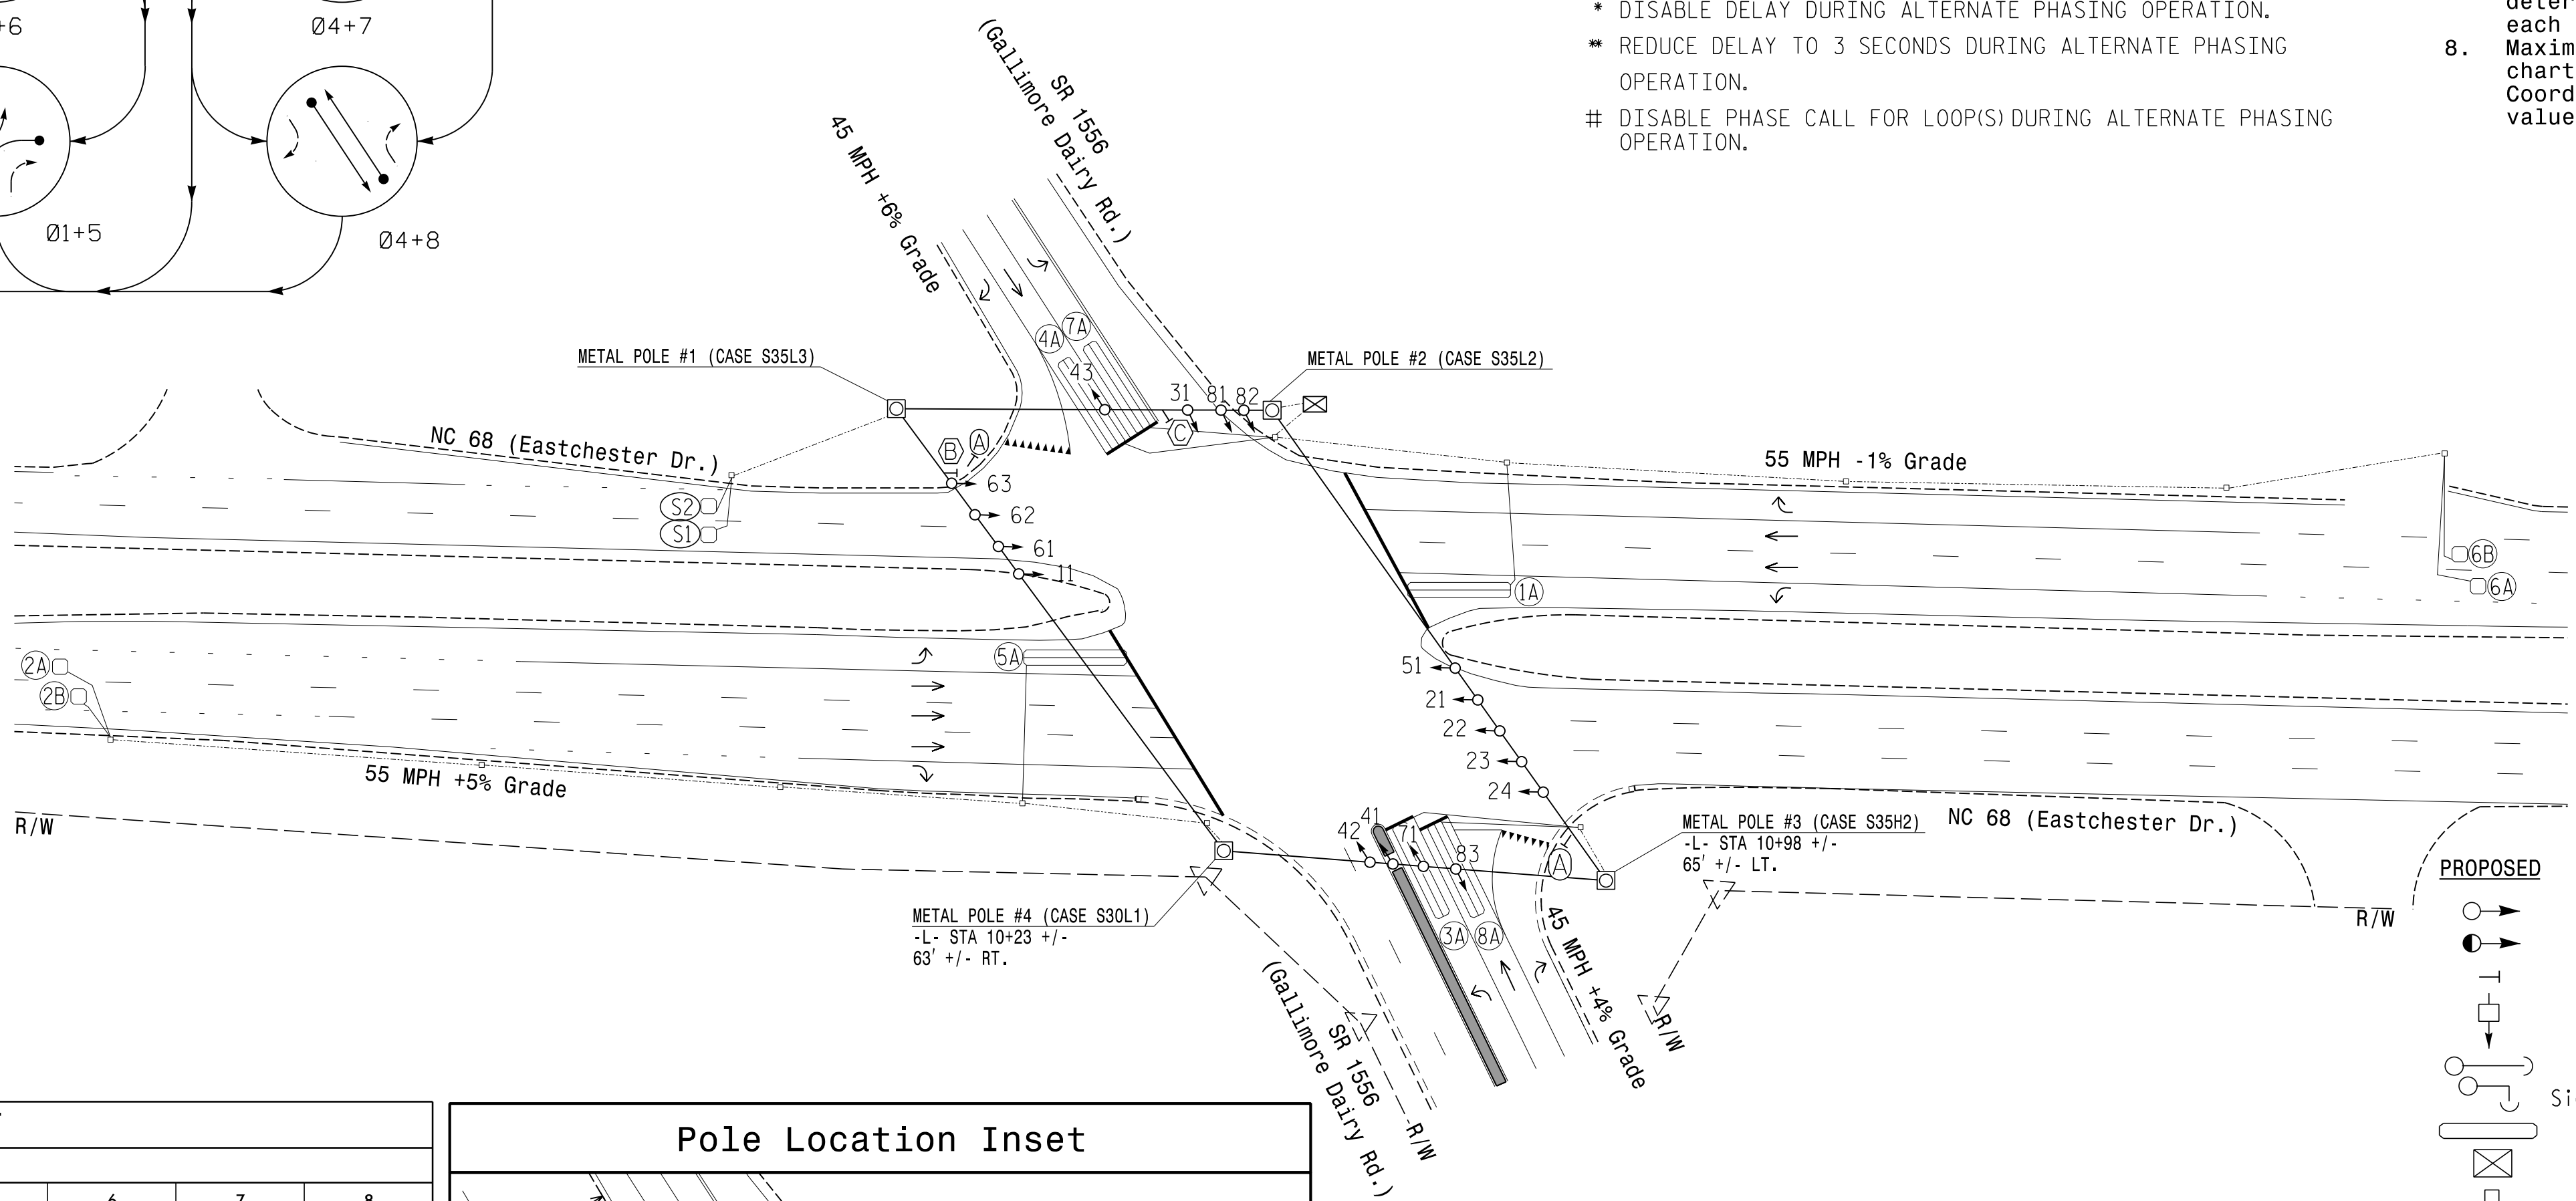 +6
Ø4+7
Ø1+5
Ø4+8
* DISABLE DELAY DURING ALTERNATE PHASING OPERATION.
** REDUCE DELAY TO 3 SECONDS DURING ALTERNATE PHASING
OPERATION.
# DISABLE PHASE CALL FOR LOOP(S) DURING ALTERNATE PHASING
OPERATION.
each
8. Maxim
chart
Coord
value
SR 1556
(Gallimore Dairy Rd.)
45 MPH +6% Grade
METAL POLE #1 (CASE S35L3)
METAL POLE #2 (CASE S35L2)
4A
7A
43
31
81
82
C
B
A
63
62
61
11
NC 68 (Eastchester Dr.)
S2
S1
55 MPH -1% Grade
6B
6A
1A
2A
2B
5A
51
21
22
23
24
55 MPH +5% Grade
R/W
41
42
71
83
A
3A
8A
METAL POLE #3 (CASE S35H2)
-L- STA 10+98 +/-
65' +/- LT.
NC 68 (Eastchester Dr.)
R/W
METAL POLE #4 (CASE S30L1)
-L- STA 10+23 +/-
63' +/- RT.
45 MPH +4% Grade
R/W
SR 1556
(Gallimore Dairy Rd.)
R/W
PROPOSED
Si
Pole Location Inset
6
7
8